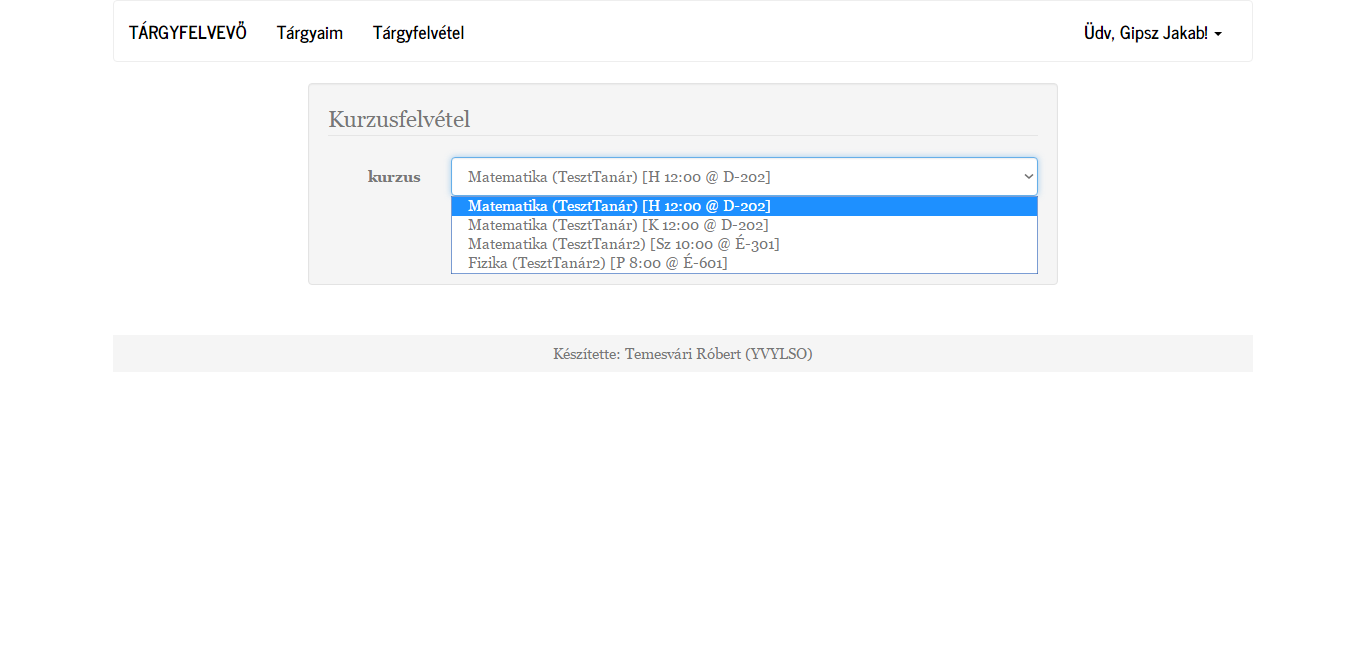 TÁRGYFELVEVŐ Tárgyaim Tárgyfelvétel Üdv, Gipsz Jakab!
Kurzusfelvétel
kurzus Matematika (TesztTanár) [H 12:00 @ D-202]
Matematika (TesztTanár) [H 12:00 @ D-202]
Matematika (TesztTanár) [K 12:00 @ D-202]
Matematika (TesztTanár2) [Sz 10:00 @ É-301]
Fizika (TesztTanár2) [P 8:00 @ É-601]
Készítette: Temesvári Róbert (YVYLSO)